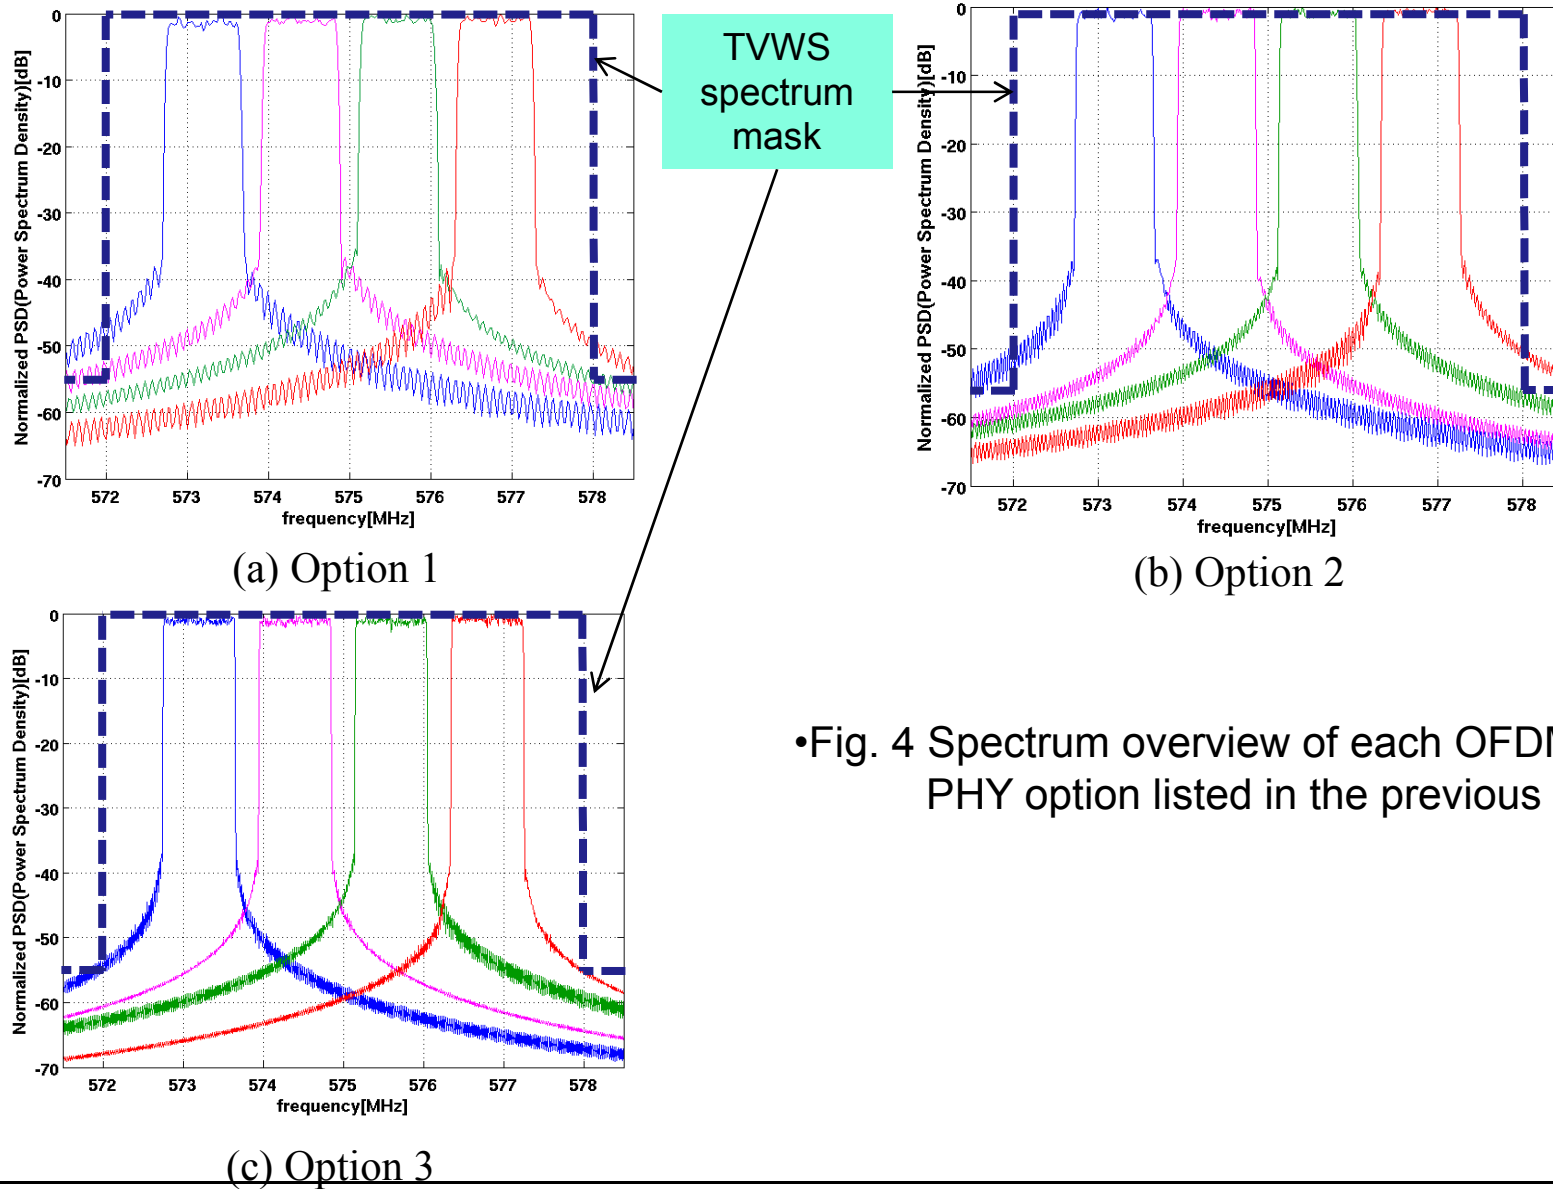 0
-10
-20
-30
-40
-50
-60
-70
Normalized PSD(Power Spectrum Density)[dB]
572 573 574 575 576 577 578
frequency[MHz]
(a) Option 1
TVWS
spectrum
mask
0
-10
-20
-30
-40
-50
-60
-70
Normalized PSD(Power Spectrum Density)[dB]
572 573 574 575 576 577 578
frequency[MHz]
(b) Option 2
0
-10
-20
-30
-40
-50
-60
-70
Normalized PSD(Power Spectrum Density)[dB]
572 573 574 575 576 577 578
frequency[MHz]
(c) Option 3
•Fig. 4 Spectrum overview of each
PHY option listed in the previous